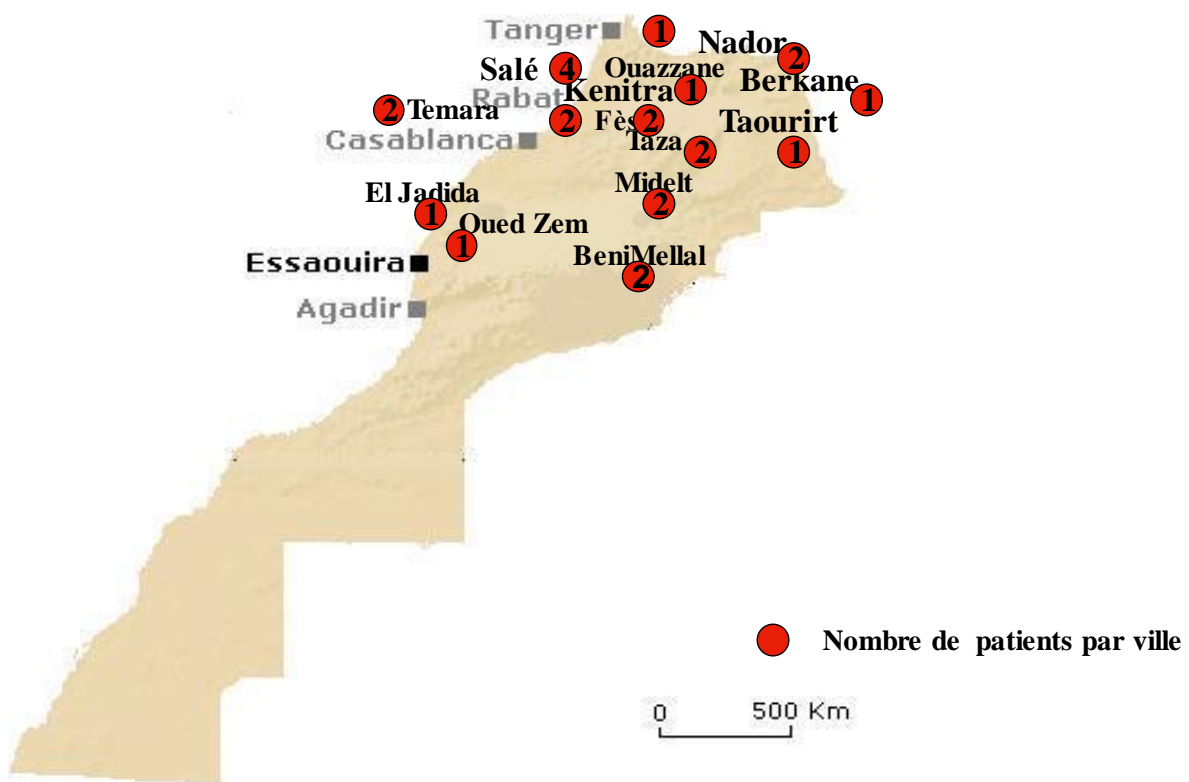 Tanger
1
Nador
2
Salé 4
Ouazzane
Berkane
1
Rabat
Kenitra 1
2 Temara
2
Fès 2
Taourirt
Casablanca
Taza 2
1
Midelt
2
El Jadida
1
Oued Zem
1
BeniMellal
2
Essaouira
Agadir
Nombre de patients par ville
0 500 Km